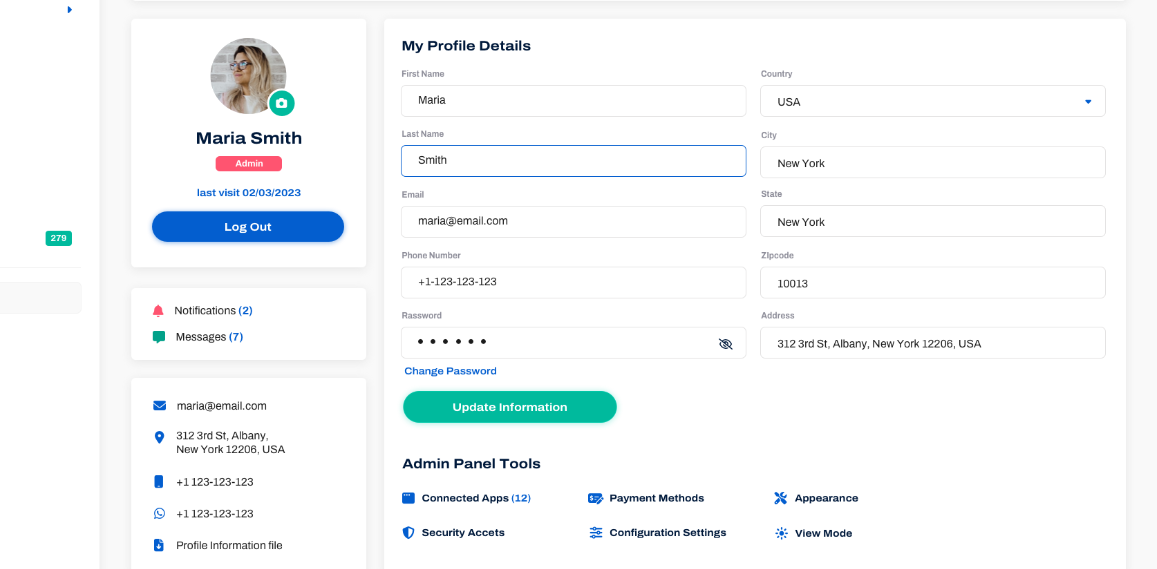 279
Maria Smith
Admin
last visit 02/03/2023
Log Out
Notifications (2)
Messages (7)
maria@email.com
312 3rd St, Albany,
New York 12206, USA
+1 123-123-123
+1 123-123-123
Profile Information file
My Profile Details
First Name
Maria
Last Name
Smith
Email
maria@email.com
Phone Number
+1-123-123-123
Rassword
Change Password
Update Information
Country
USA
City
New York
State
New York
ZIpcode
10013
Address
312 3rd St, Albany, New York 12206, USA
Admin Panel Tools
Connected Apps (12)
Payment Methods
Appearance
Security Accets
Configuration Settings
View Mode